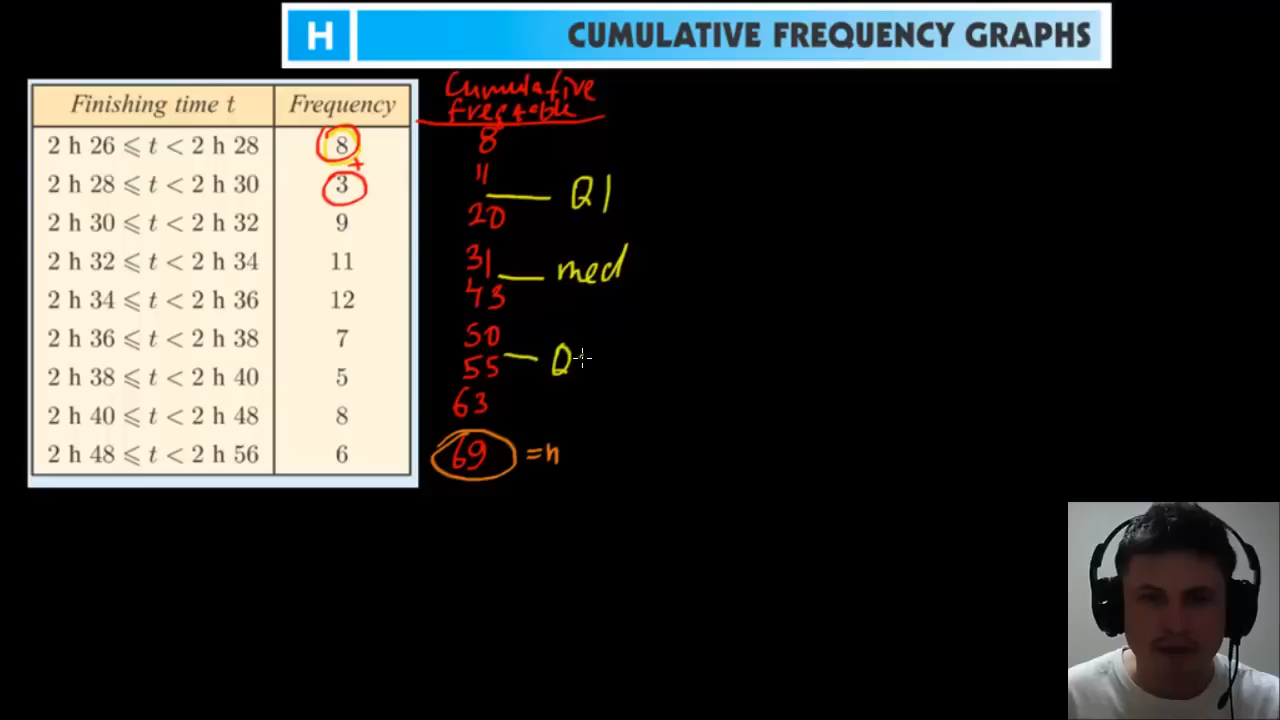 H CUMULATIVE FREQUENCY GRAPHS
Finishing time t Frequency
2 h 26 ⩽ t < 2 h 28 8
+
2 h 28 ⩽ t < 2 h 30 3
2 h 30 ⩽ t < 2 h 32 9
2 h 32 ⩽ t < 2 h 34 11
2 h 34 ⩽ t < 2 h 36 12
2 h 36 ⩽ t < 2 h 38 7
2 h 38 ⩽ t < 2 h 40 5
2 h 40 ⩽ t < 2 h 48 8
2 h 48 ⩽ t < 2 h 56 6
Cumulative
freq table
8
11
Q1
20
31
med
43
50
55
Q
63
69 = n